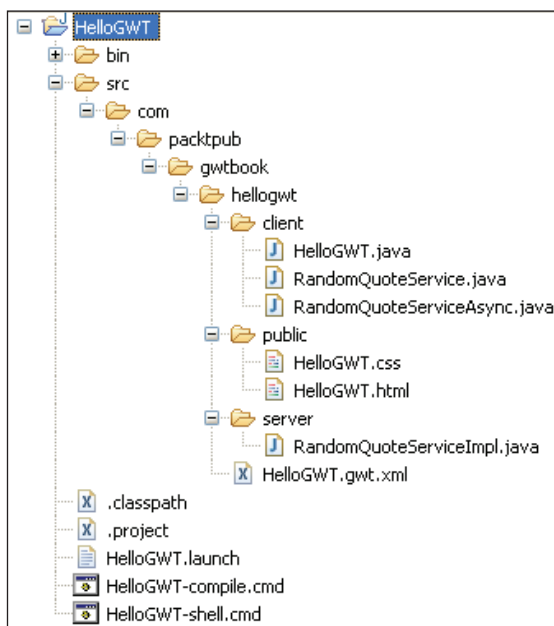 HelloGWT
bin
src
com
packtpub
gwtbook
hellogwt
client
HelloGWT.java
RandomQuoteService.java
RandomQuoteServiceAsync.java
public
HelloGWT.css
HelloGWT.html
server
RandomQuoteServiceImpl.java
HelloGWT.gwt.xml
.classpath
.project
HelloGWT.launch
HelloGWT-compile.cmd
HelloGWT-shell.cmd